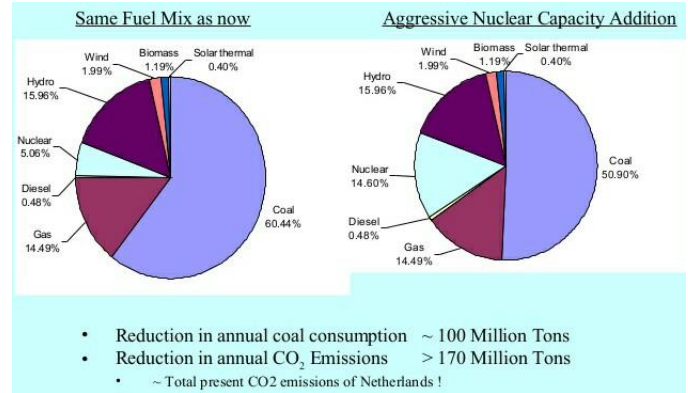 Same Fuel Mix as now
Wind
1.99%
Biomass
1.19%
Solar thermal
0.40%
Hydro
15.96%
Nuclear
5.06%
Diesel
0.48%
Gas
14.49%
Coal
60.44%
Aggressive Nuclear Capacity Addition
Wind
1.99%
Biomass
1.19%
Solar thermal
0.40%
Hydro
15.96%
Nuclear
14.60%
Diesel
0.48%
Gas
14.49%
Coal
50.90%
• Reduction in annual coal consumption ~ 100 Million Tons
• Reduction in annual CO₂ Emissions > 170 Million Tons
• ~ Total present CO2 emissions of Netherlands !